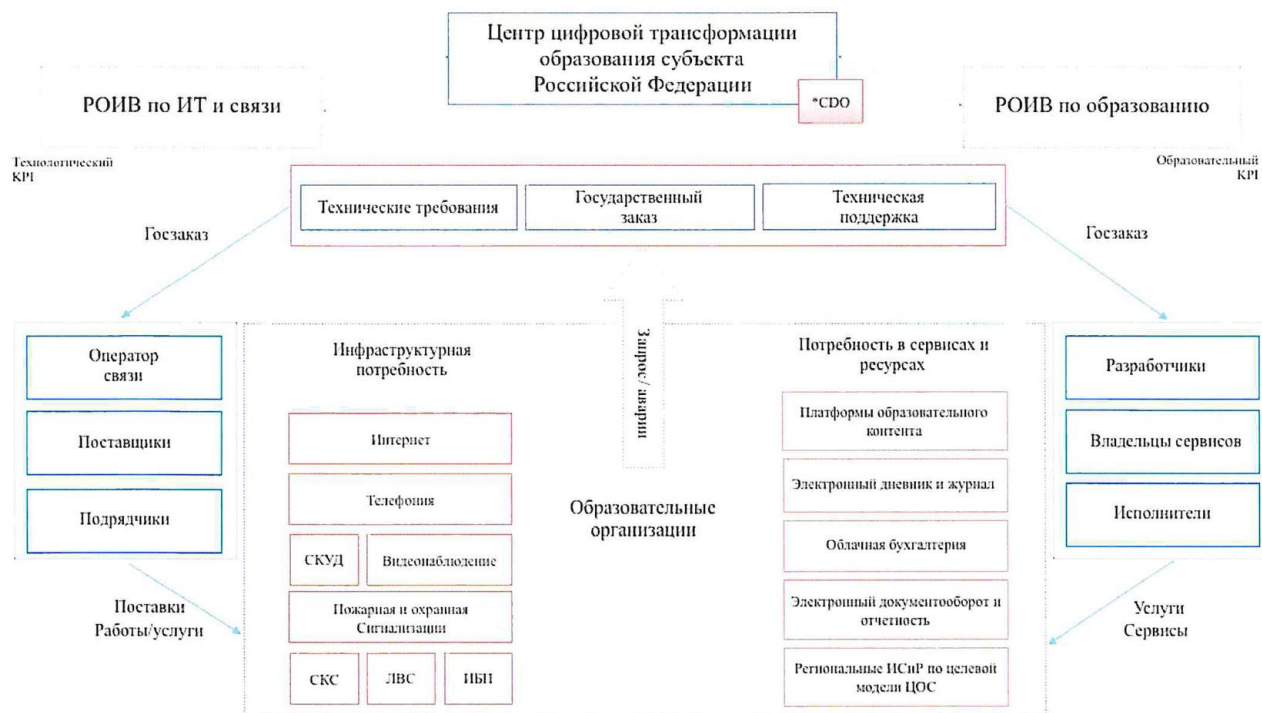 Центр цифровой трансформации
образования субъекта
Российской Федерации
*CDO
РОИВ по ИТ и связи
РОИВ по образованию
Технологический
KPI
Образовательный
KPI
Технические требования
Государственный
заказ
Техническая
поддержка
Госзаказ
Госзаказ
Запрос/ аварии
Оператор
связи
Поставщики
Подрядчики
Поставки
Работы/услуги
Инфраструктурная
потребность
Интернет
Телефония
СКУД
Видеонаблюдение
Пожарная и охранная
Сигнализации
СКС
ЛВС
ИБП
Образовательные
организации
Потребность в сервисах и
ресурсах
Платформы образовательного
контента
Электронный дневник и журнал
Облачная бухгалтерия
Электронный документооборот и
отчетность
Региональные ИСиР по целевой
модели ЦОС
Разработчики
Владельцы сервисов
Исполнители
Услуги
Сервисы